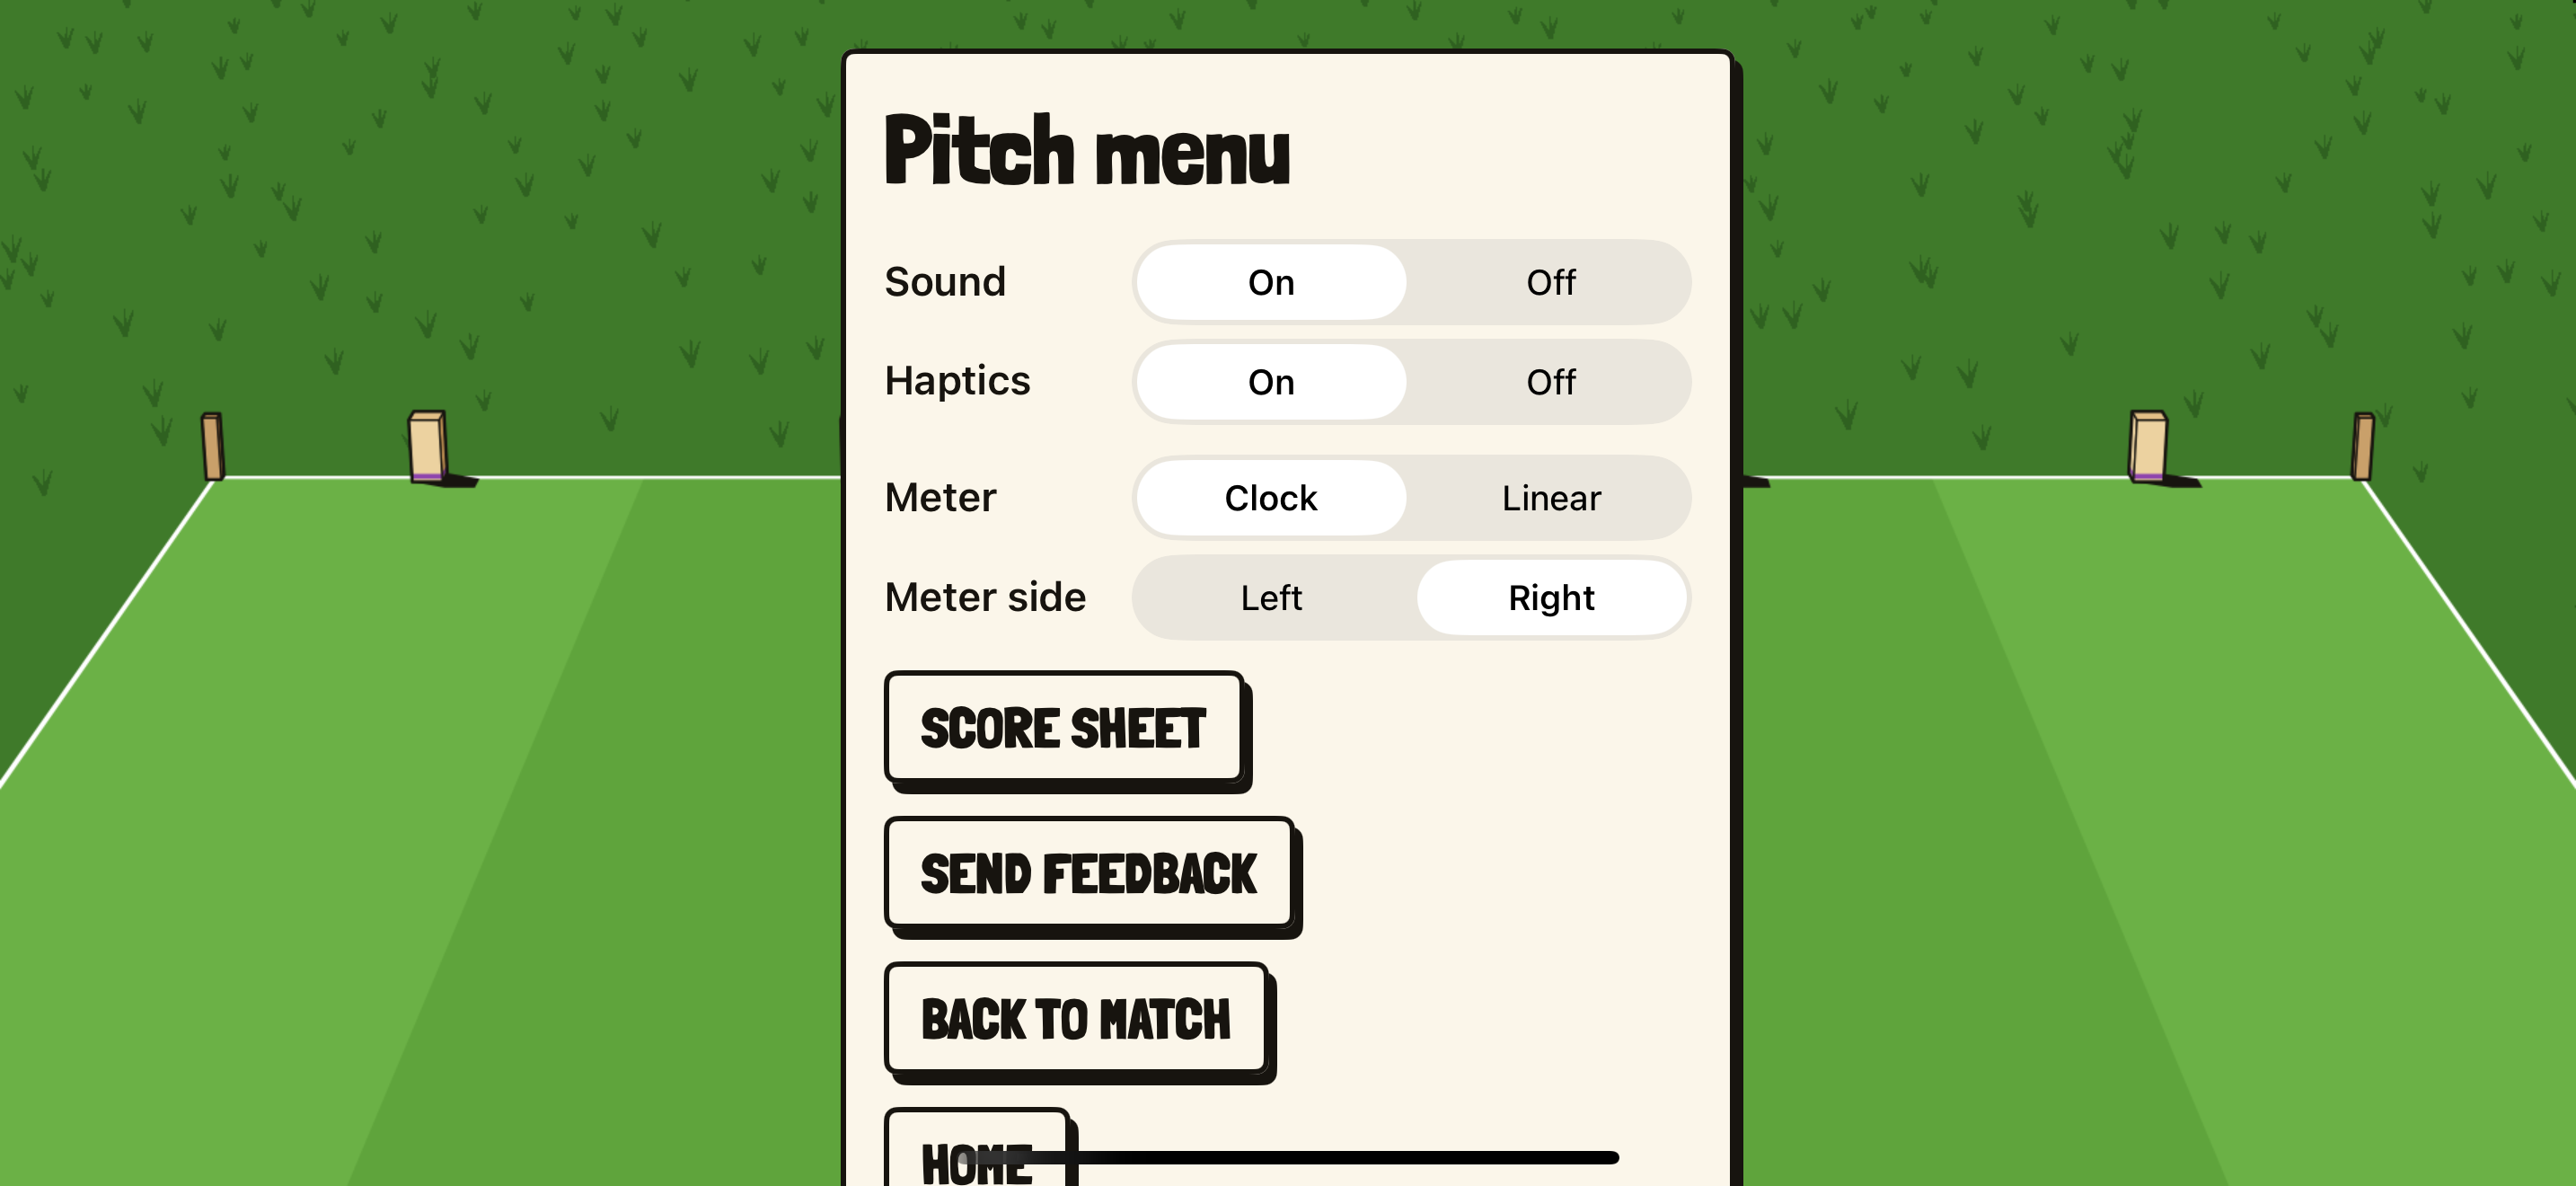 Pitch menu
Sound On Off
Haptics On Off
Meter Clock Linear
Meter side Left Right
SCORE SHEET
SEND FEEDBACK
BACK TO MATCH
HOME